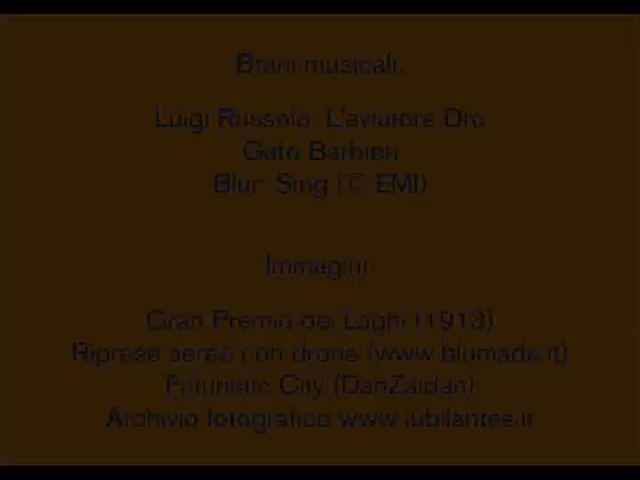 Brani musicali:
Luigi Russolo: L'aviatore Dro
Gato Barbieri
Blur: Sing (© EMI)
Immagini:
Gran Premio dei Laghi (1913)
Riprese aeree con drone (www.blumade.it)
Futuristic City (DanZaidan)
Archivio fotografico www.iubilantes.it